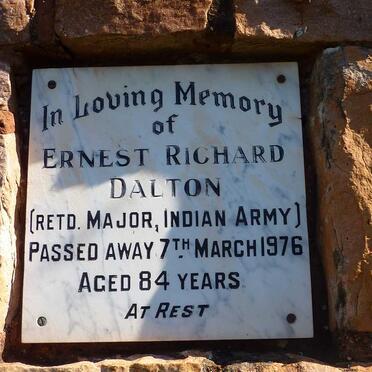 In Loving Memory
of
ERNEST RICHARD
DALTON
(RETD. MAJOR, INDIAN ARMY)
PASSED AWAY 7TH MARCH 1976
AGED 84 YEARS
AT REST